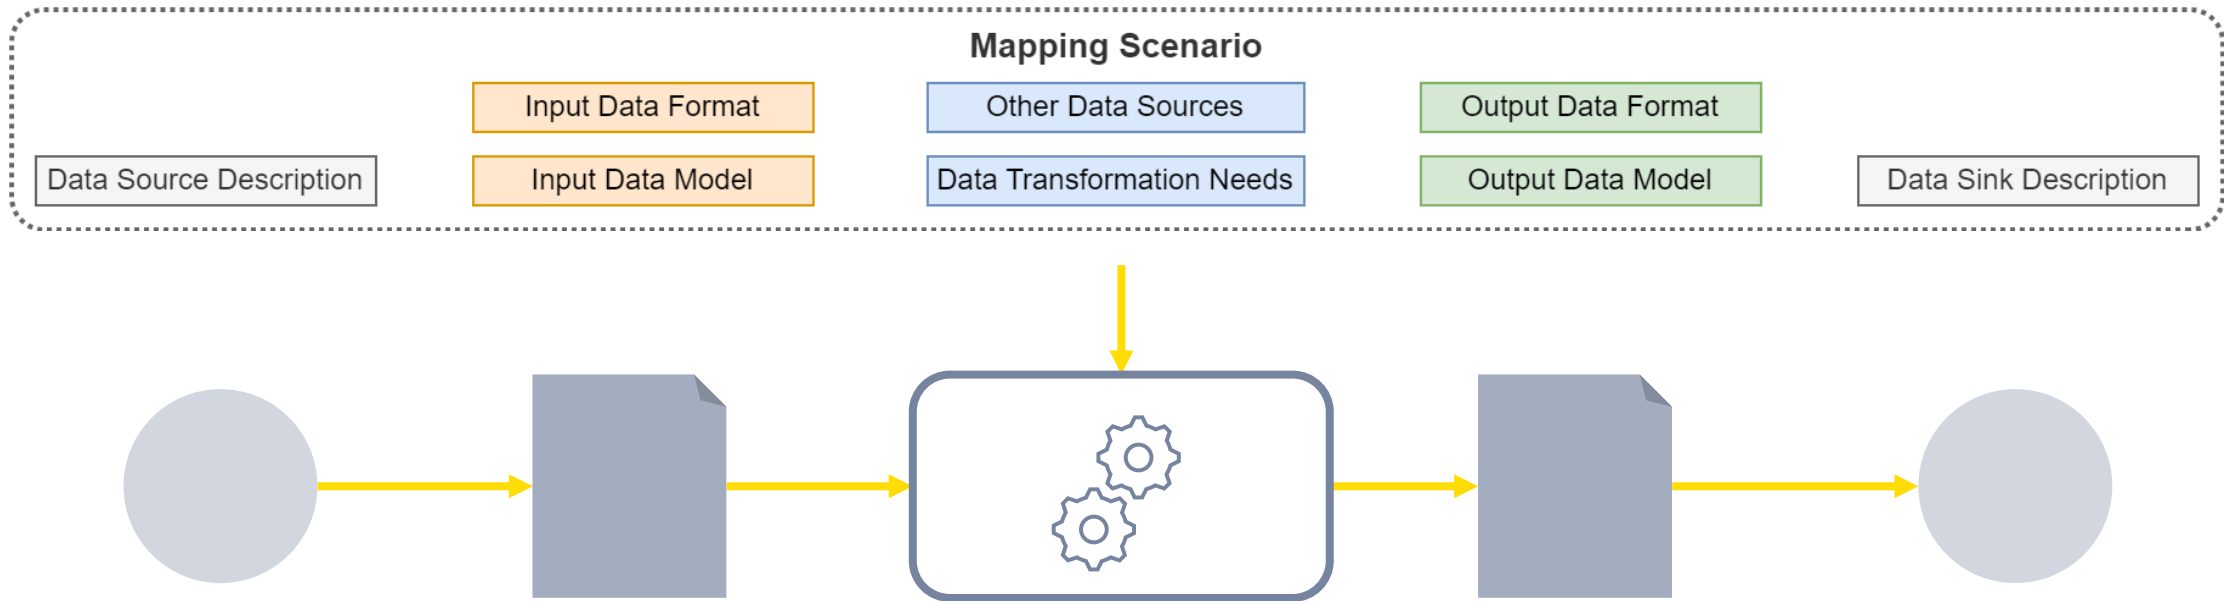 Mapping Scenario
Input Data Format
Other Data Sources
Output Data Format
Data Source Description
Input Data Model
Data Transformation Needs
Output Data Model
Data Sink Description